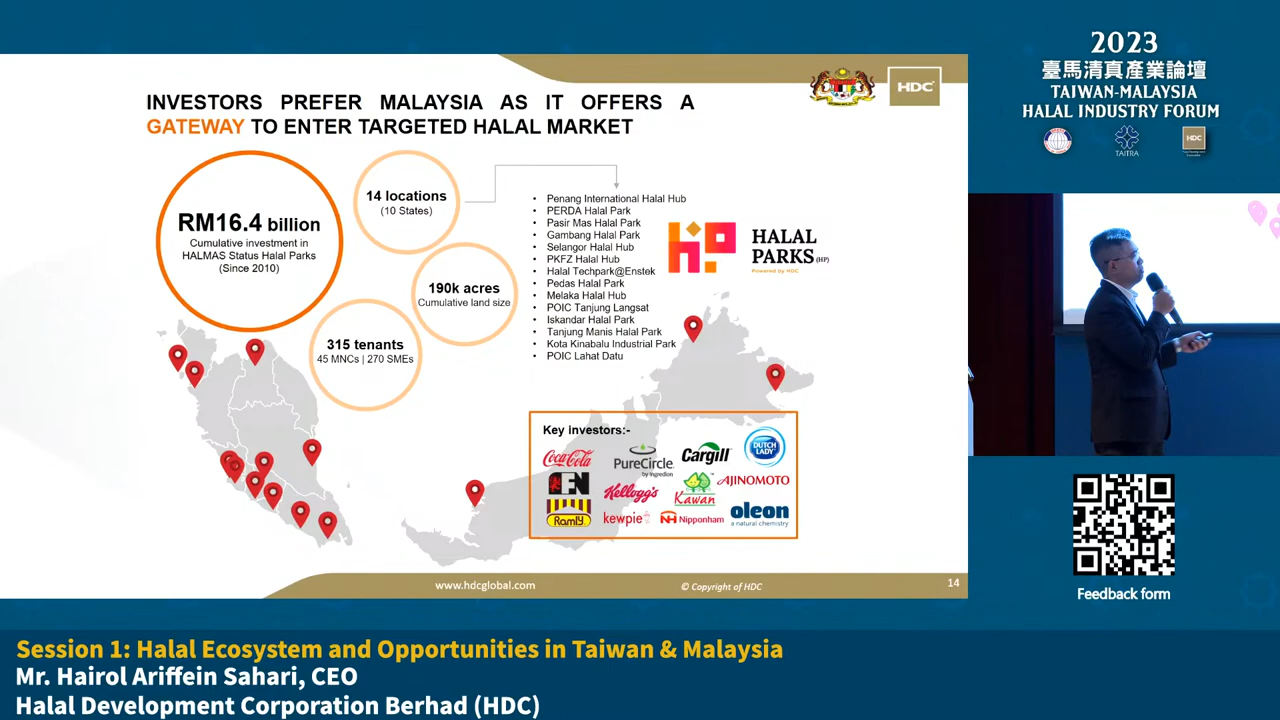 INVESTORS PREFER MALAYSIA AS IT OFFERS A
GATEWAY TO ENTER TARGETED HALAL MARKET
HDC
RM16.4 billion
Cumulative investment in
HALMAS Status Halal Parks
(Since 2010)
14 locations
(10 States)
190k acres
Cumulative land size
315 tenants
45 MNCs | 270 SMEs
• Penang International Halal Hub
• PERDA Halal Park
• Pasir Mas Halal Park
• Gambang Halal Park
• Selangor Halal Hub
• PKFZ Halal Hub
• Halal Techpark@Enstek
• Pedas Halal Park
• Melaka Halal Hub
• POIC Tanjung Langsat
• Iskandar Halal Park
• Tanjung Manis Halal Park
• Kota Kinabalu Industrial Park
• POIC Lahat Datu
HALAL
PARKS (HP)
Powered by HDC
Key investors:-
Coca-Cola
PureCircle
by Ingredion
Cargill
DUTCH
LADY
FN
Kellogg's
Kawan
AJINOMOTO
Ramly
kewpie
Nipponham
oleon
a natural chemistry
www.hdcglobal.com
© Copyright of HDC
14
2023
臺馬清真產業論壇
TAIWAN-MALAYSIA
HALAL INDUSTRY FORUM
TAITRA
HDC
Feedback form
Session 1: Halal Ecosystem and Opportunities in Taiwan & Malaysia
Mr. Hairol Ariffein Sahari, CEO
Halal Development Corporation Berhad (HDC)